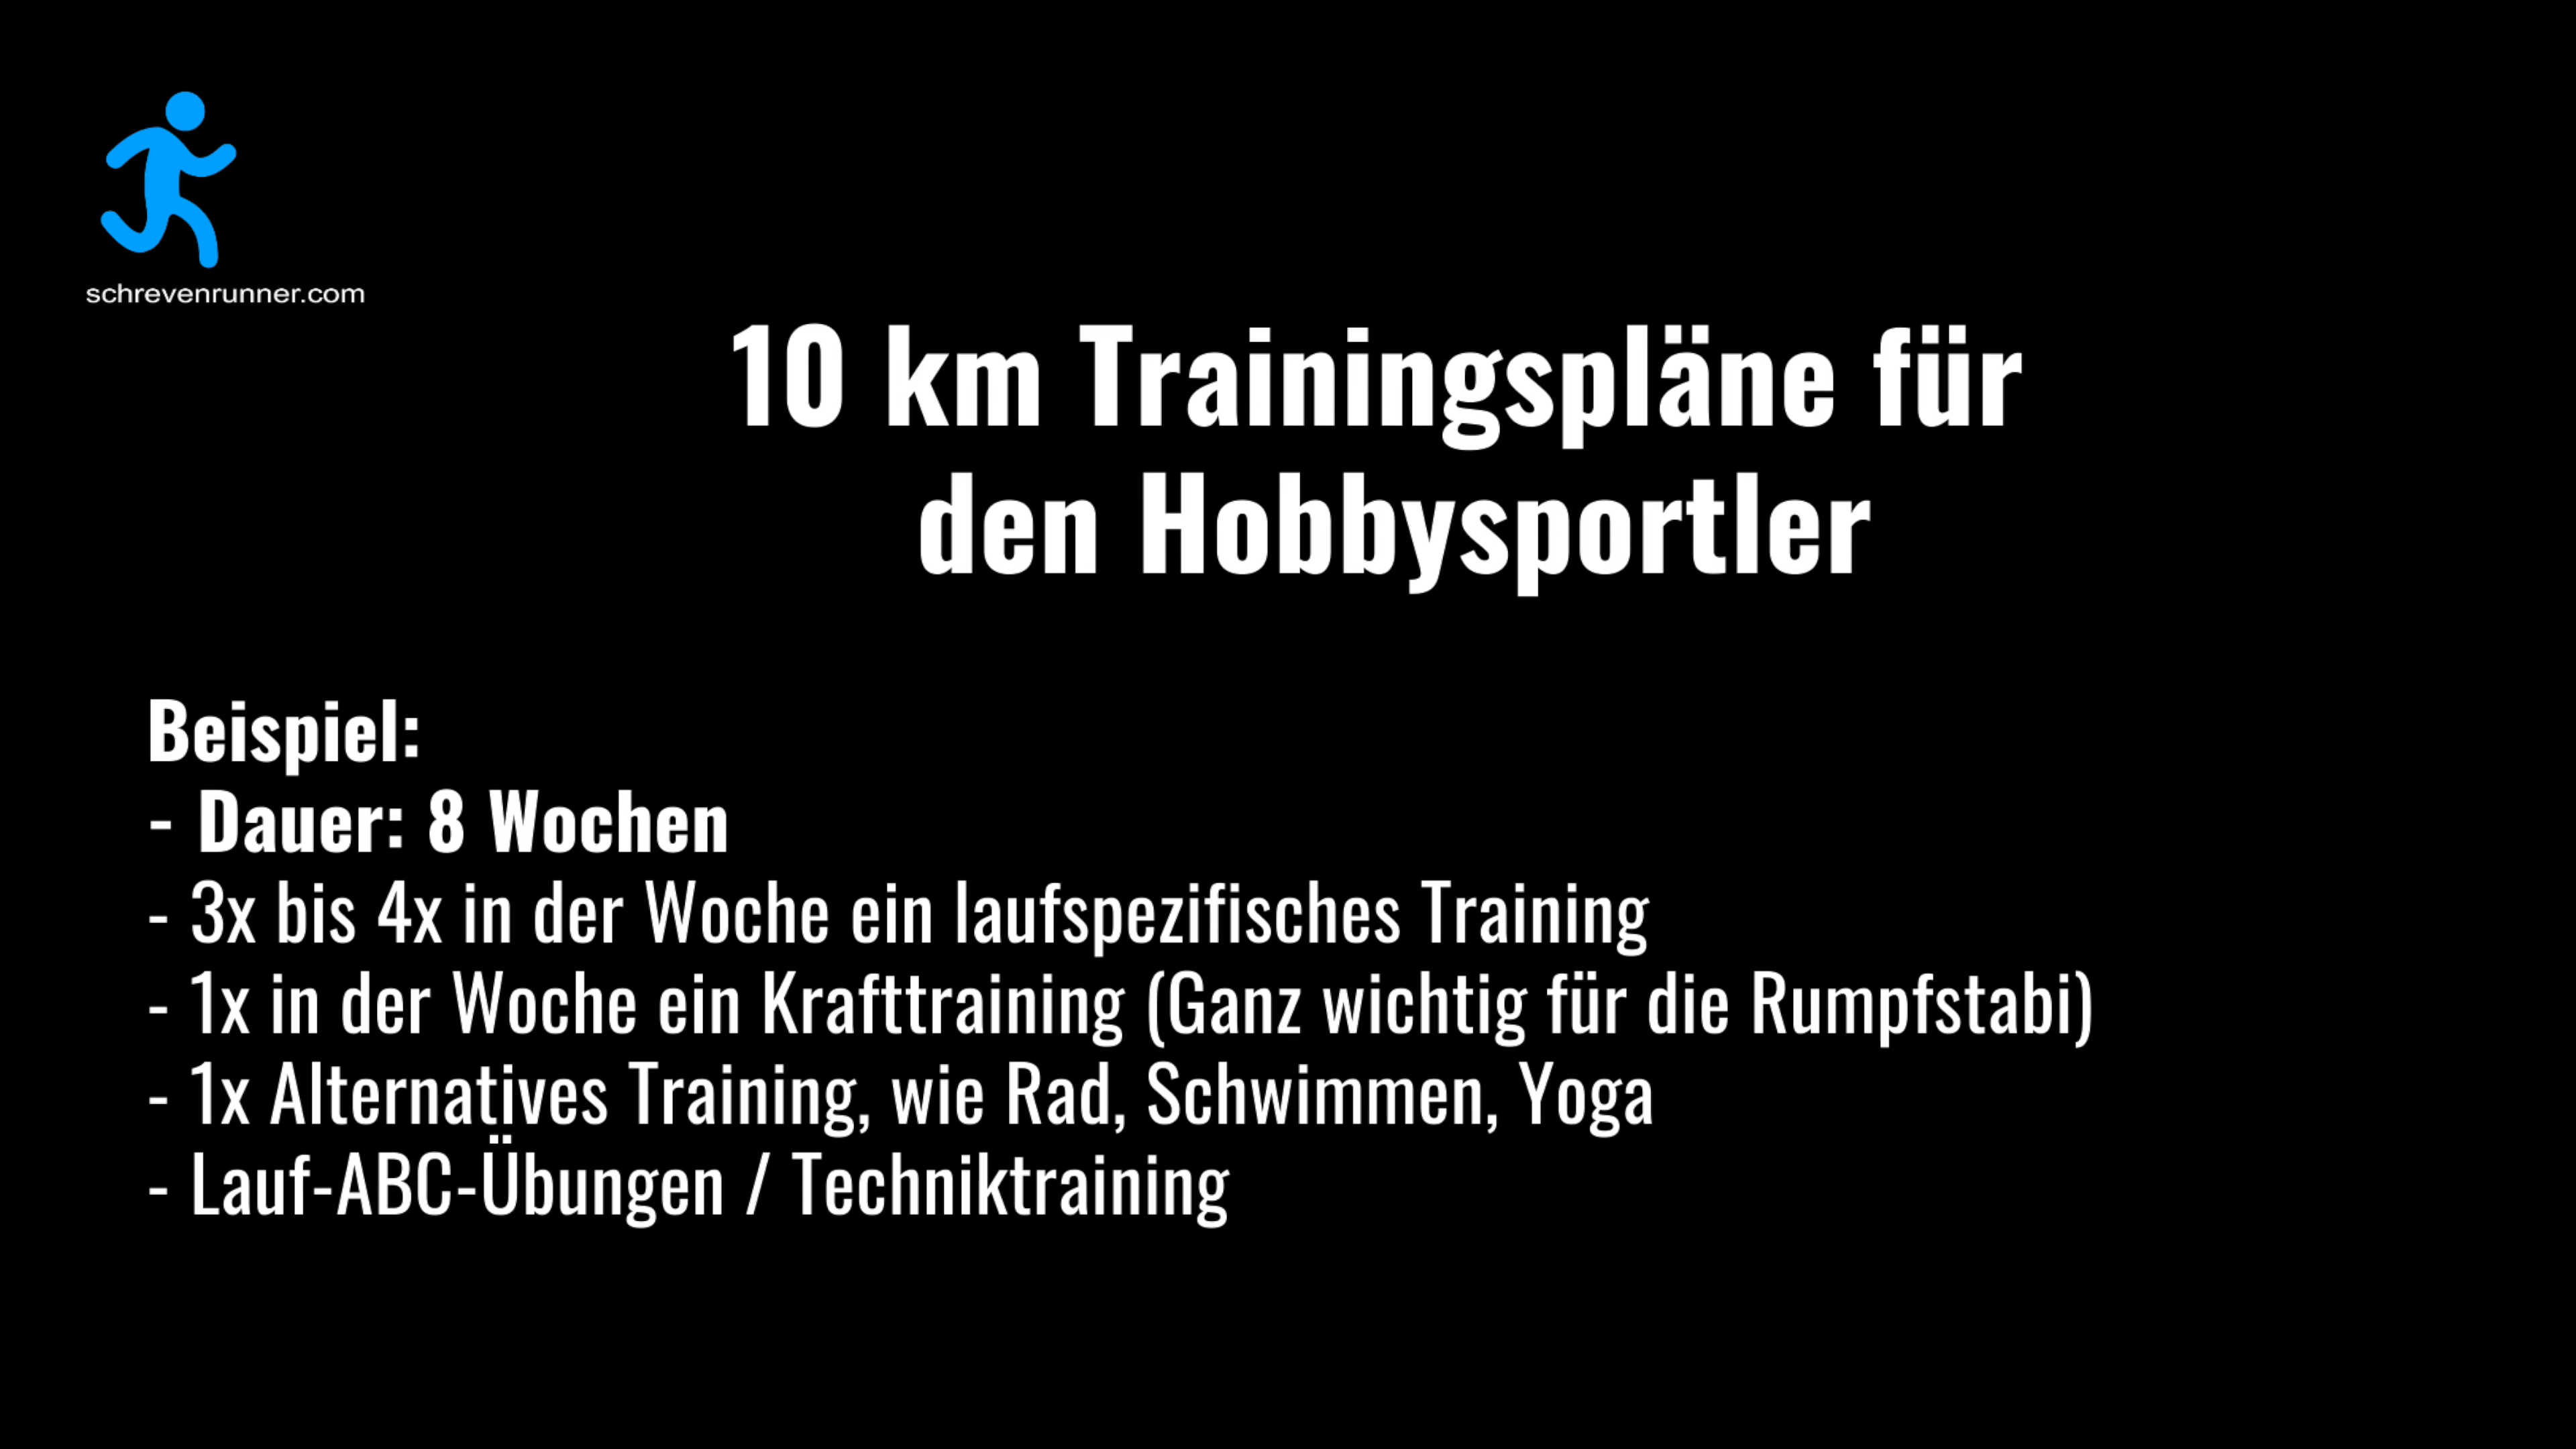 schrevenrunner.com
10 km Trainingspläne für
den Hobbysportler
Beispiel:
- Dauer: 8 Wochen
- 3x bis 4x in der Woche ein laufspezifisches Training
- 1x in der Woche ein Krafttraining (Ganz wichtig für die Rumpfstabi)
- 1x Alternatives Training, wie Rad, Schwimmen, Yoga
- Lauf-ABC-Übungen / Techniktraining